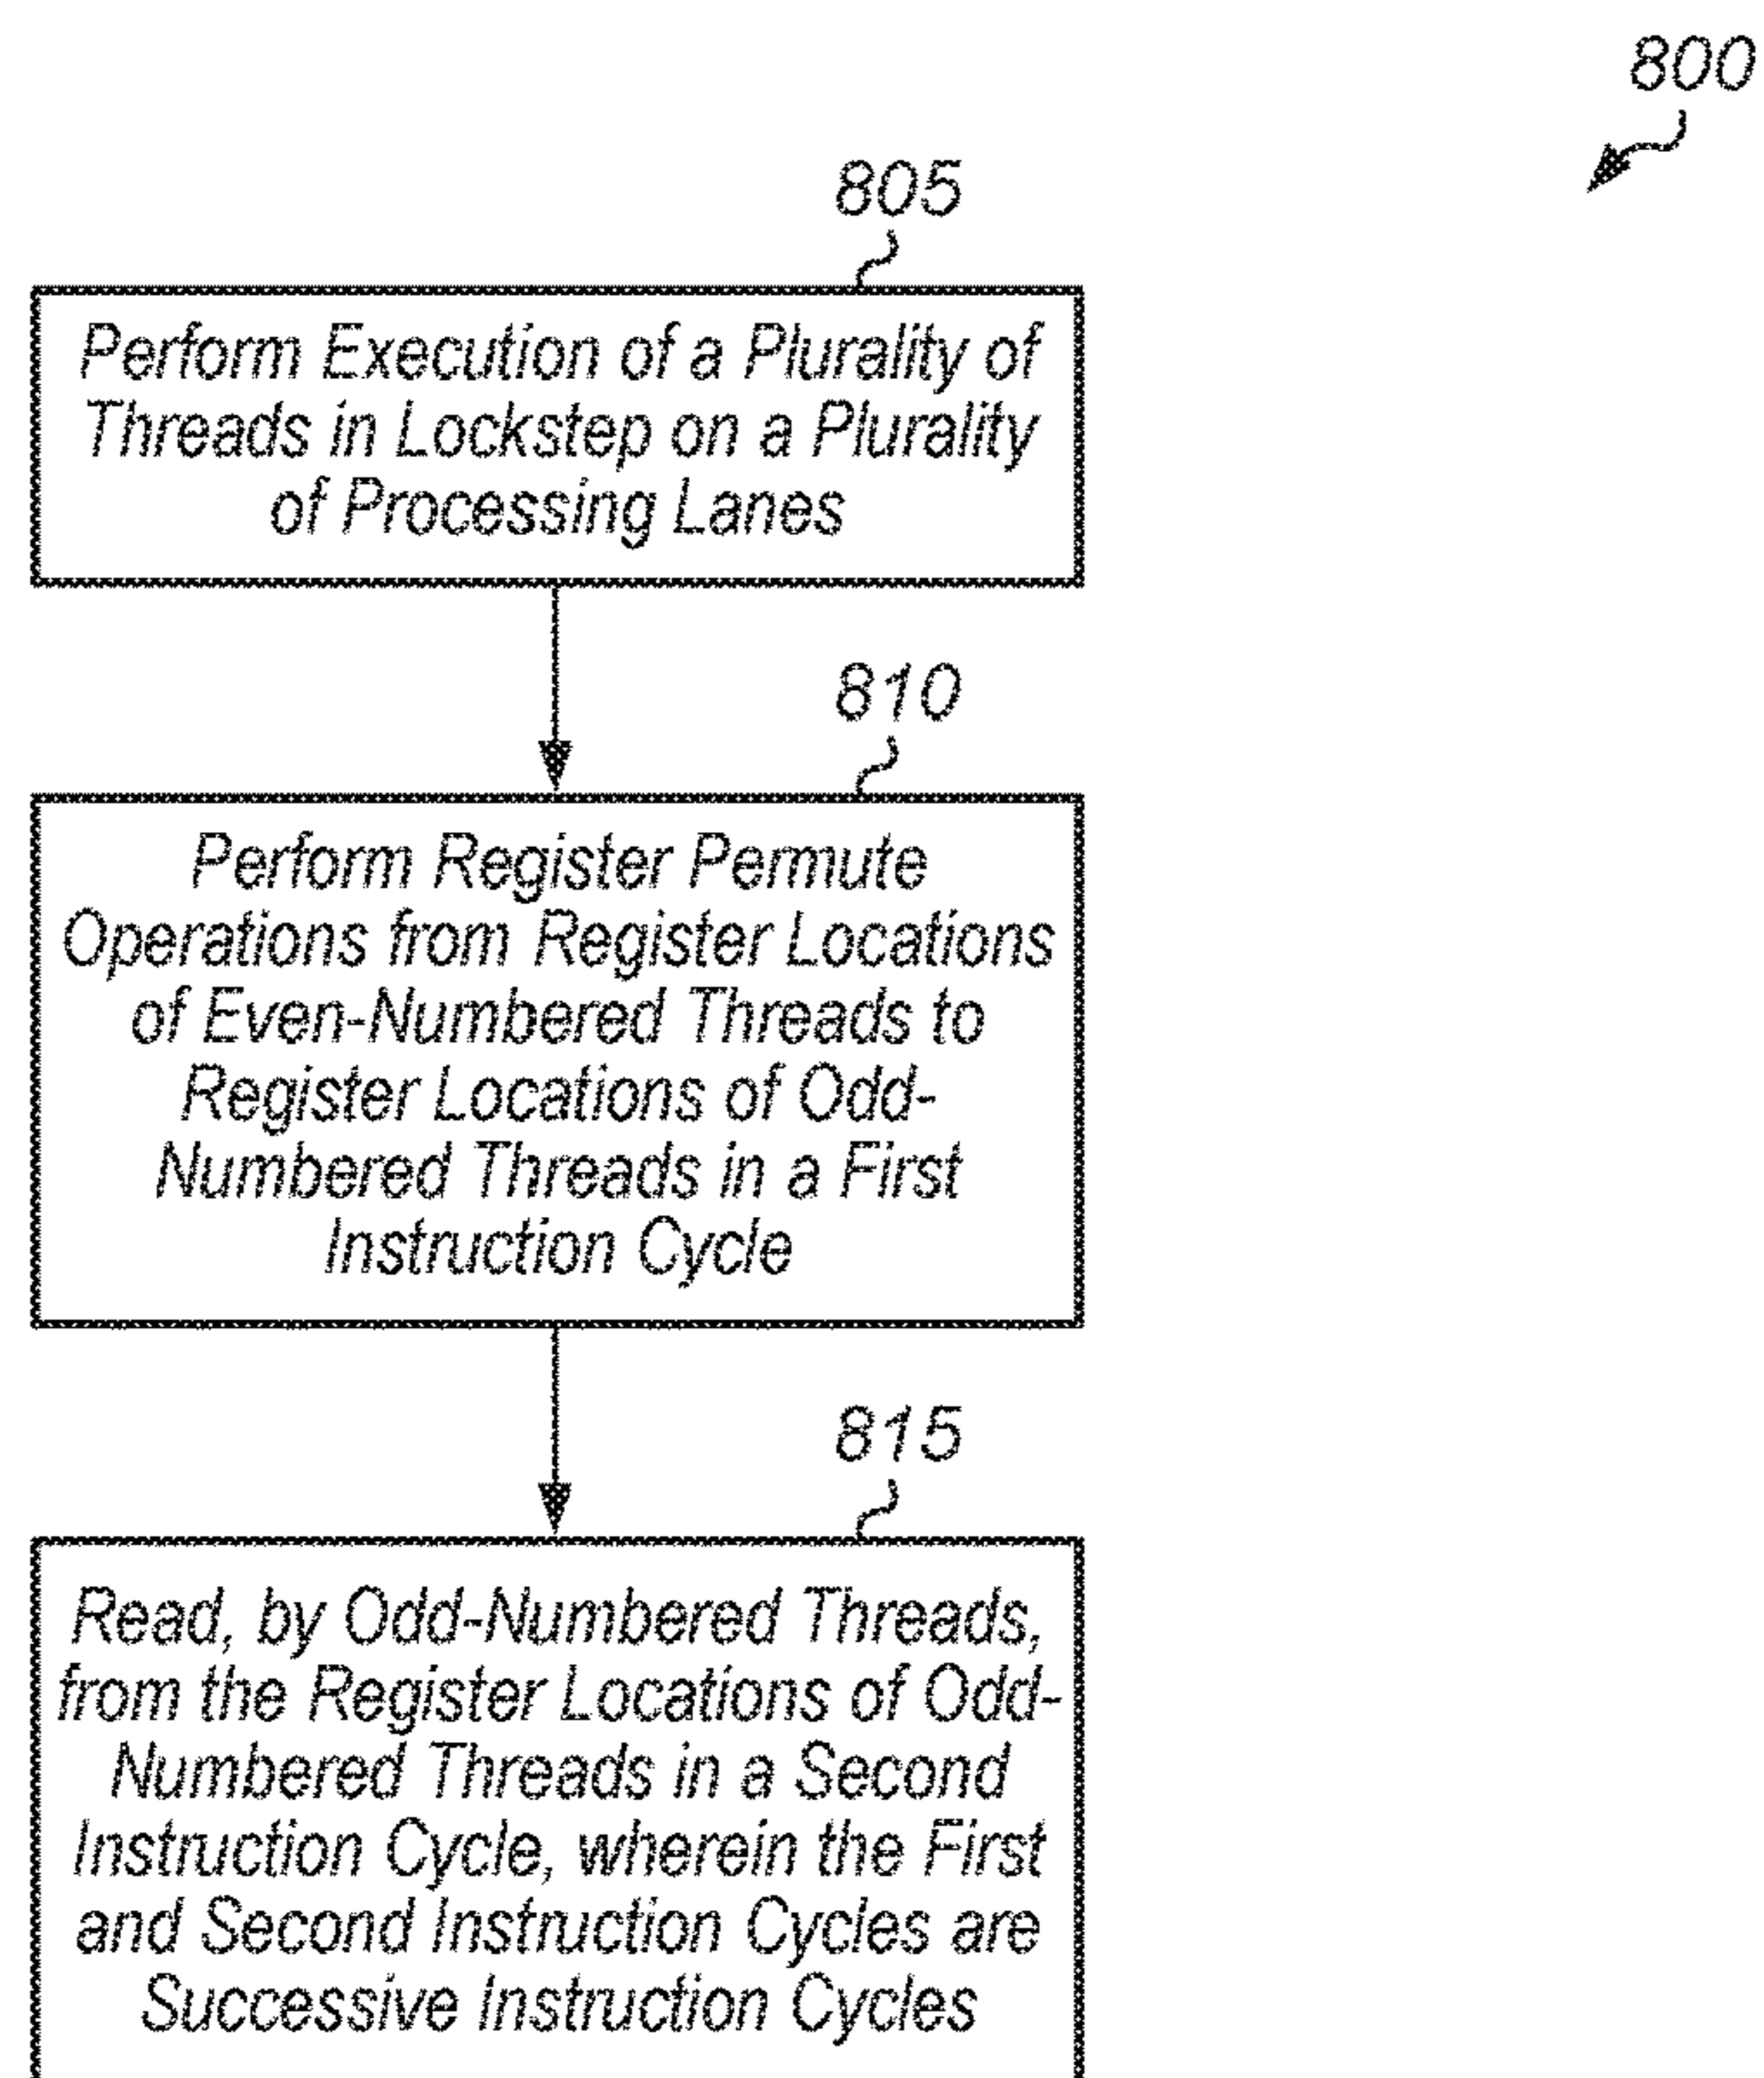 800
805
Perform Execution of a Plurality of
Threads in Lockstep on a Plurality
of Processing Lanes
810
Perform Register Permute
Operations from Register Locations
of Even-Numbered Threads to
Register Locations of Odd-
Numbered Threads in a First
Instruction Cycle
815
Read, by Odd-Numbered Threads,
from the Register Locations of Odd-
Numbered Threads in a Second
Instruction Cycle, wherein the First
and Second Instruction Cycles are
Successive Instruction Cycles